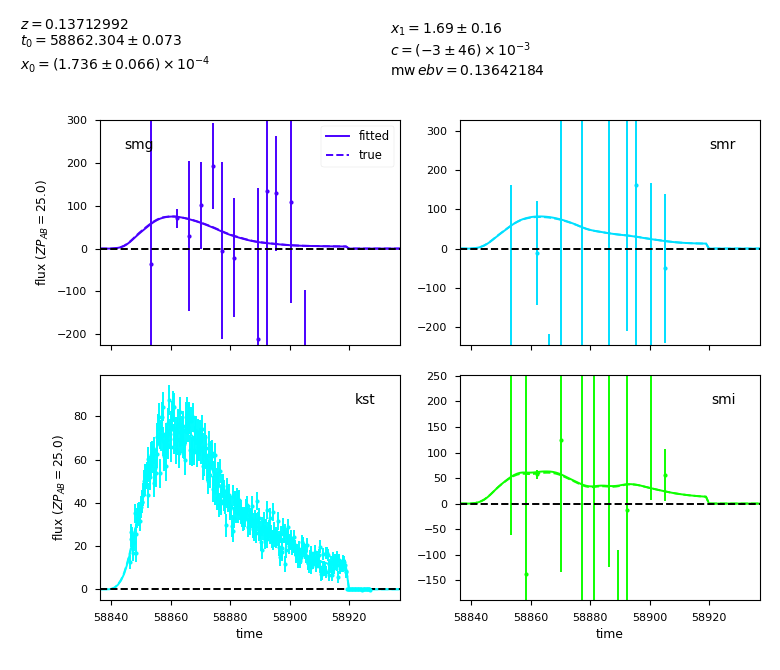 z = 0.13712992
t₀ = 58862.304 ± 0.073
x₀ = (1.736 ± 0.066) × 10⁻⁴
x₁ = 1.69 ± 0.16
c = (−3 ± 46) × 10⁻³
mw ebv = 0.13642184
smg
fitted
true
300
200
100
0
−100
−200
flux (ZP_AB = 25.0)
smr
300
200
100
0
−100
−200
kst
80
60
40
20
0
flux (ZP_AB = 25.0)
58840 58860 58880 58900 58920
time
smi
250
200
150
100
50
0
−50
−100
−150
58840 58860 58880 58900 58920
time